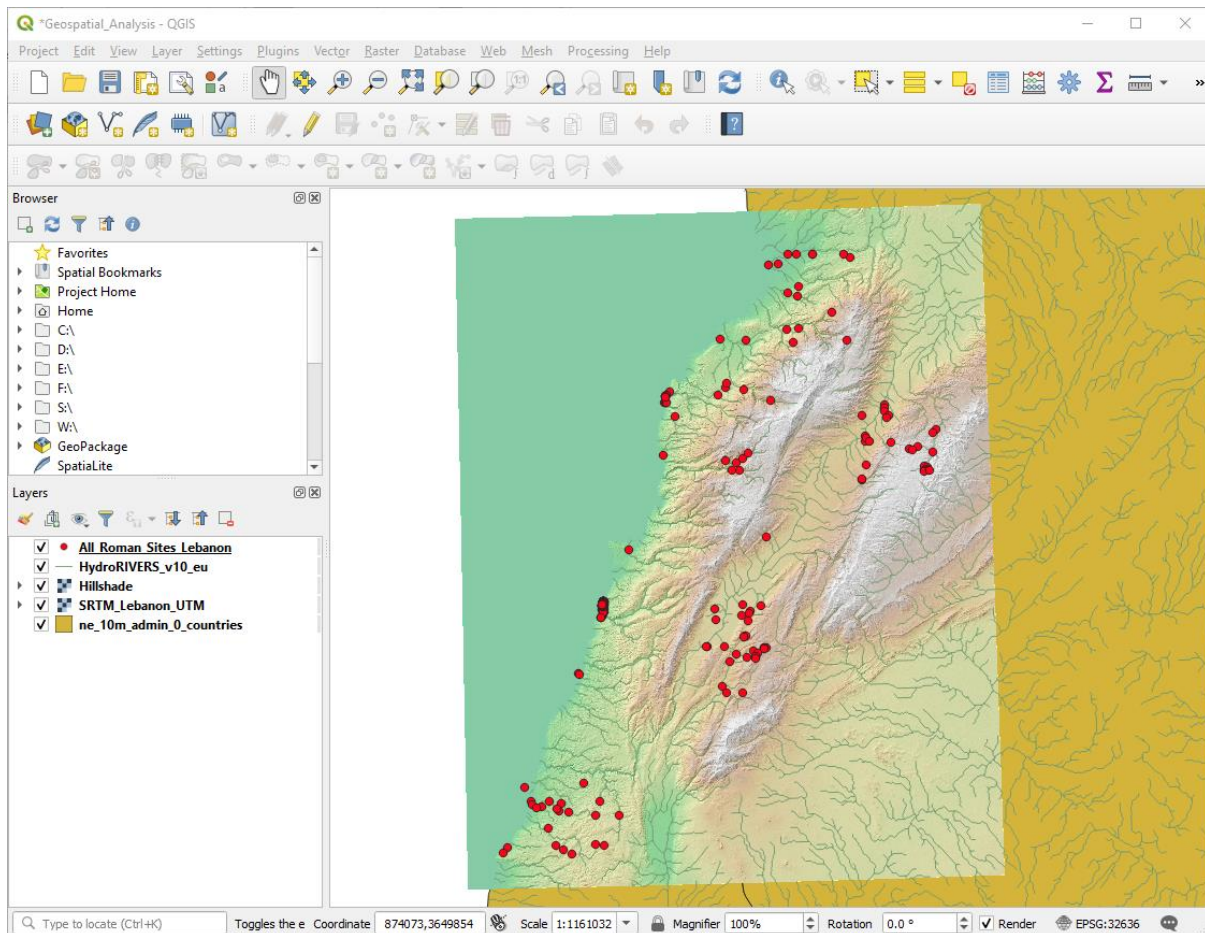 *Geospatial_Analysis - QGIS
Project Edit View Layer Settings Plugins Vector Raster Database Web Mesh Processing Help
Browser
Favorites
Spatial Bookmarks
Project Home
Home
C:\
D:\
E:\
F:\
S:\
W:\
GeoPackage
SpatiaLite
Layers
All_Roman_Sites_Lebanon
HydroRIVERS_v10_eu
Hillshade
SRTM_Lebanon_UTM
ne_10m_admin_0_countries
Type to locate (Ctrl+K) Toggles the e Coordinate 874073,3649854 Scale 1:1161032 Magnifier 100% Rotation 0.0 ° Render EPSG:32636